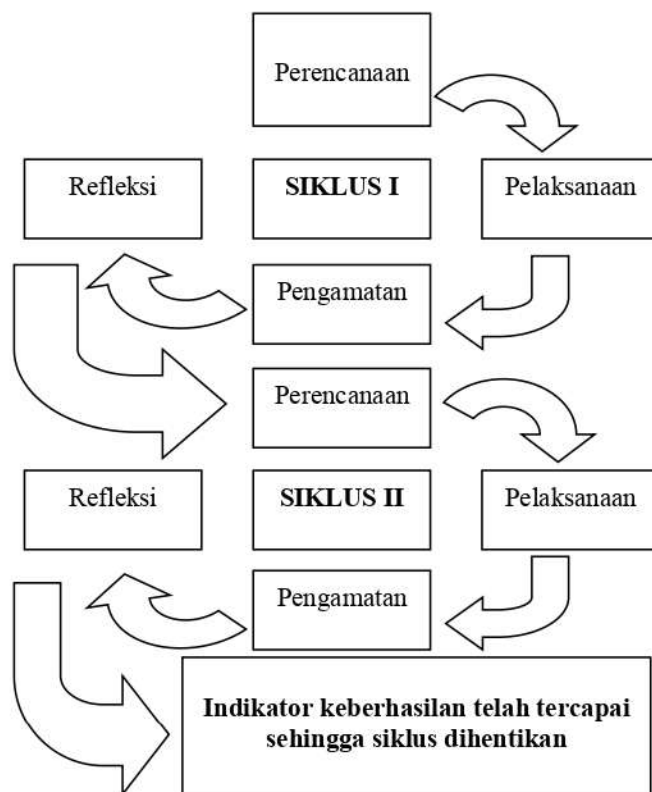 Perencanaan
Refleksi
SIKLUS I
Pelaksanaan
Pengamatan
Perencanaan
Refleksi
SIKLUS II
Pelaksanaan
Pengamatan
Indikator keberhasilan telah tercapai
sehingga siklus dihentikan